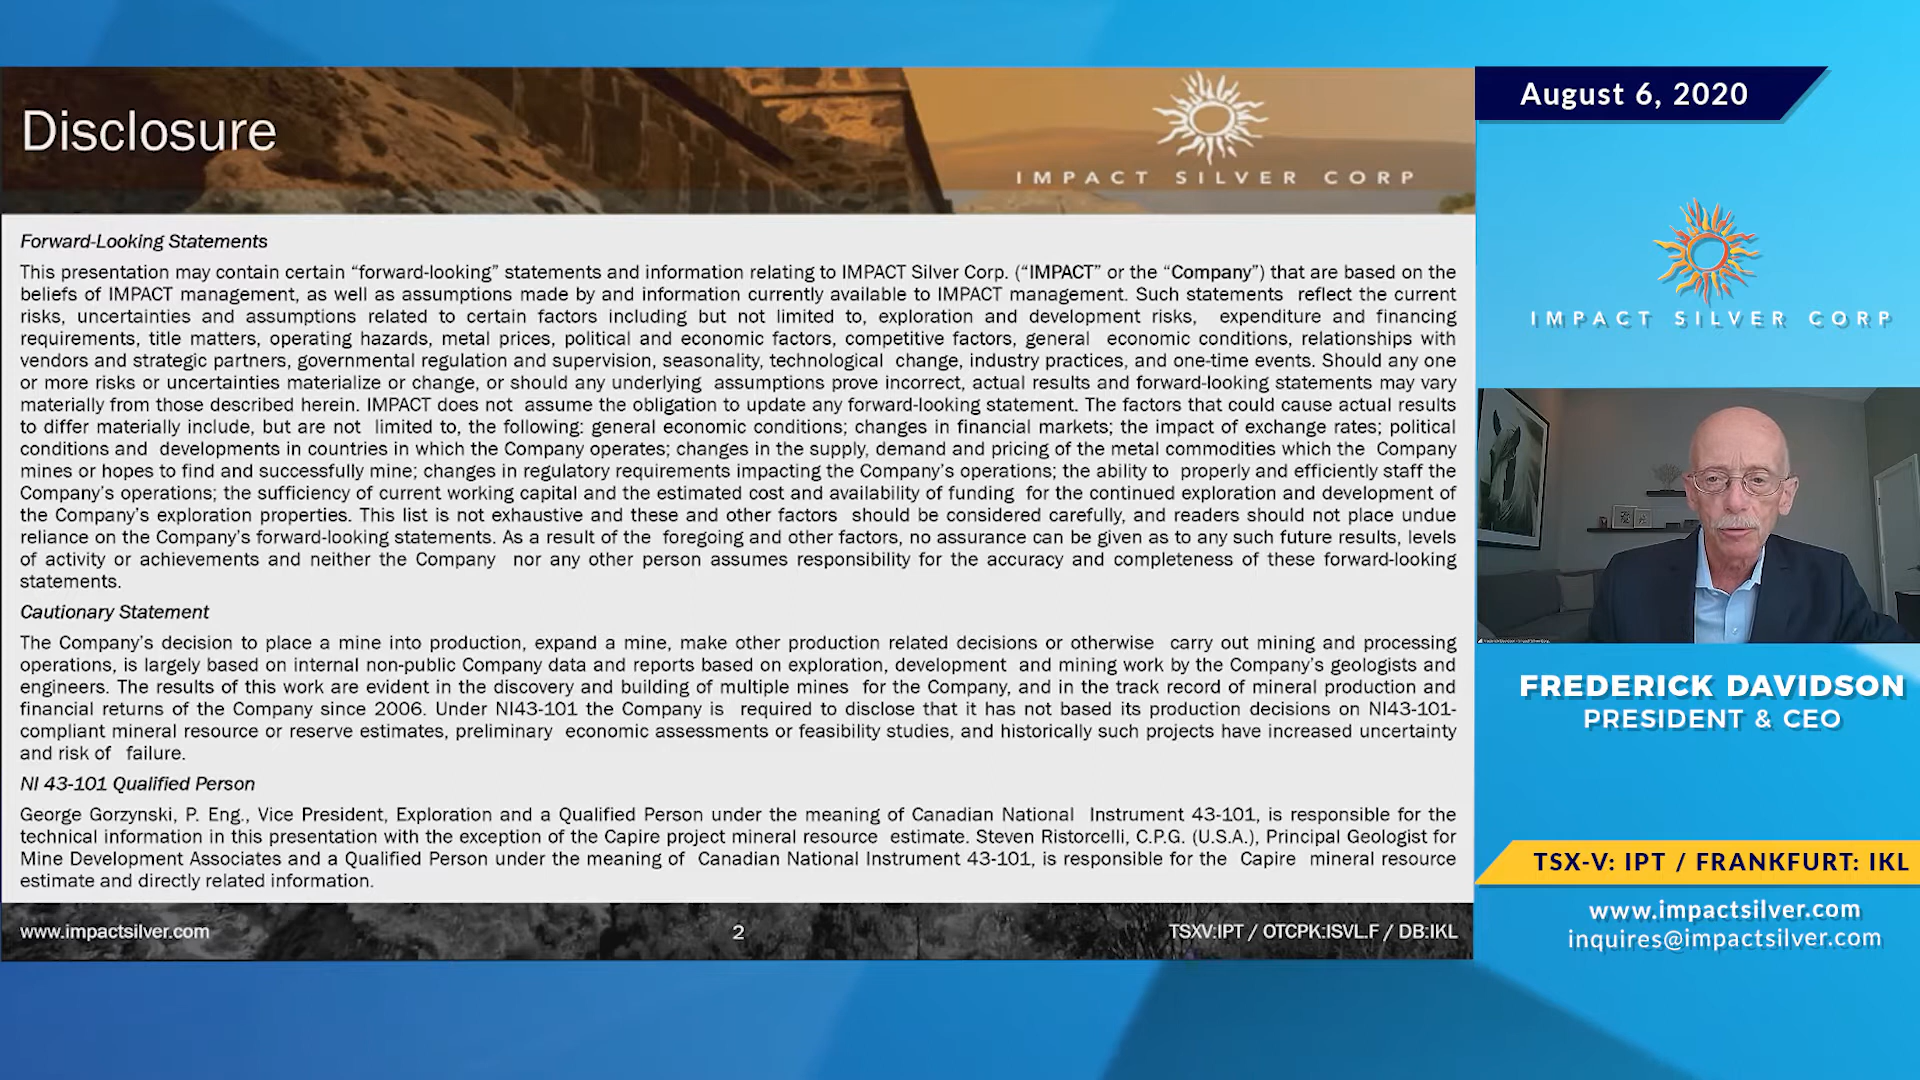 Disclosure
IMPACT SILVER CORP
Forward-Looking Statements
This presentation may contain certain “forward-looking” statements and information relating to IMPACT Silver Corp. (“IMPACT” or the “Company”) that are based on the
beliefs of IMPACT management, as well as assumptions made by and information currently available to IMPACT management. Such statements reflect the current
risks, uncertainties and assumptions related to certain factors including but not limited to, exploration and development risks, expenditure and financing
requirements, title matters, operating hazards, metal prices, political and economic factors, competitive factors, general economic conditions, relationships with
vendors and strategic partners, governmental regulation and supervision, seasonality, technological change, industry practices, and one-time events. Should any one
or more risks or uncertainties materialize or change, or should any underlying assumptions prove incorrect, actual results and forward-looking statements may vary
materially from those described herein. IMPACT does not assume the obligation to update any forward-looking statement. The factors that could cause actual results
to differ materially include, but are not limited to, the following: general economic conditions; changes in financial markets; the impact of exchange rates; political
conditions and developments in countries in which the Company operates; changes in the supply, demand and pricing of the metal commodities which the Company
mines or hopes to find and successfully mine; changes in regulatory requirements impacting the Company’s operations; the ability to properly and efficiently staff the
Company’s operations; the sufficiency of current working capital and the estimated cost and availability of funding for the continued exploration and development of
the Company’s exploration properties. This list is not exhaustive and these and other factors should be considered carefully, and readers should not place undue
reliance on the Company’s forward-looking statements. As a result of the foregoing and other factors, no assurance can be given as to any such future results, levels
of activity or achievements and neither the Company nor any other person assumes responsibility for the accuracy and completeness of these forward-looking
statements.
Cautionary Statement
The Company’s decision to place a mine into production, expand a mine, make other production related decisions or otherwise carry out mining and processing
operations, is largely based on internal non-public Company data and reports based on exploration, development and mining work by the Company’s geologists and
engineers. The results of this work are evident in the discovery and building of multiple mines for the Company, and in the track record of mineral production and
financial returns of the Company since 2006. Under NI43-101 the Company is required to disclose that it has not based its production decisions on NI43-101-
compliant mineral resource or reserve estimates, preliminary economic assessments or feasibility studies, and historically such projects have increased uncertainty
and risk of failure.
NI 43-101 Qualified Person
George Gorzynski, P. Eng., Vice President, Exploration and a Qualified Person under the meaning of Canadian National Instrument 43-101, is responsible for the
technical information in this presentation with the exception of the Capire project mineral resource estimate. Steven Ristorcelli, C.P.G. (U.S.A.), Principal Geologist for
Mine Development Associates and a Qualified Person under the meaning of Canadian National Instrument 43-101, is responsible for the Capire mineral resource
estimate and directly related information.
www.impactsilver.com
2
TSXV:IPT / OTCPK:ISVL.F / DB:IKL
August 6, 2020
IMPACT SILVER CORP
FREDERICK DAVIDSON
PRESIDENT & CEO
TSX-V: IPT / FRANKFURT: IKL
www.impactsilver.com
inquires@impactsilver.com